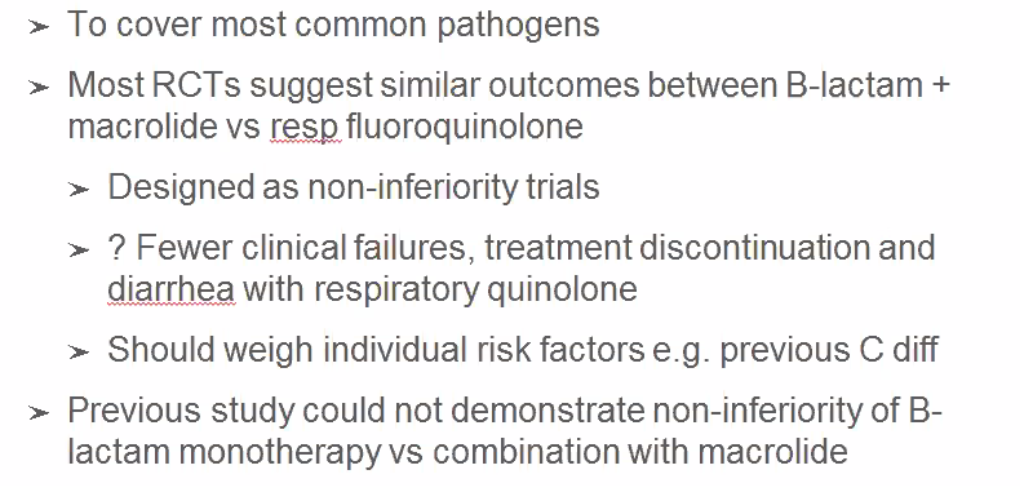 ➢ To cover most common pathogens
➢ Most RCTs suggest similar outcomes between B-lactam +
macrolide vs resp fluoroquinolone
➢ Designed as non-inferiority trials
➢ ? Fewer clinical failures, treatment discontinuation and
diarrhea with respiratory quinolone
➢ Should weigh individual risk factors e.g. previous C diff
➢ Previous study could not demonstrate non-inferiority of B-
lactam monotherapy vs combination with macrolide